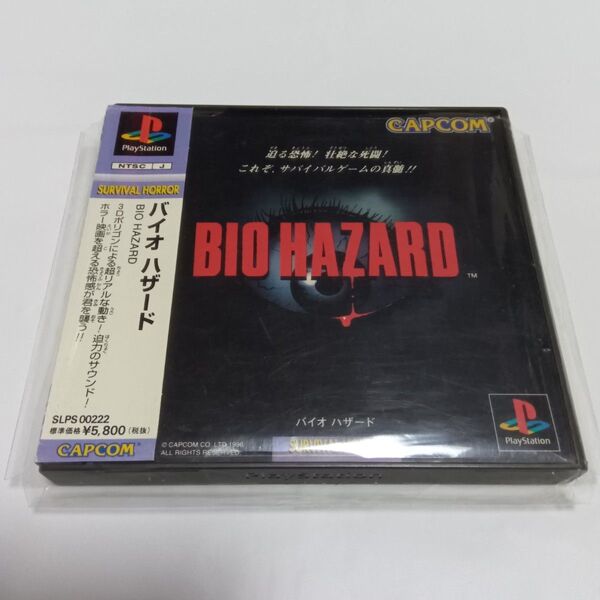 PlayStation
NTSC J
SURVIVAL HORROR
バイオ ハザード
BIO HAZARD
3Dポリゴンによる超リアルな動き!迫力のサウンド!
ホラー映画を超える恐怖感が君を襲う!!
SLPS 00222
標準価格 ¥5,800(税抜)
CAPCOM
CAPCOM
迫る恐怖! 壮絶な死闘!
これぞ、サバイバルゲームの真髄!!
BIO HAZARD
TM
バイオ ハザード
© CAPCOM CO., LTD. 1996
ALL RIGHTS RESERVED.
SURVIVAL
PlayStation
PlayStation